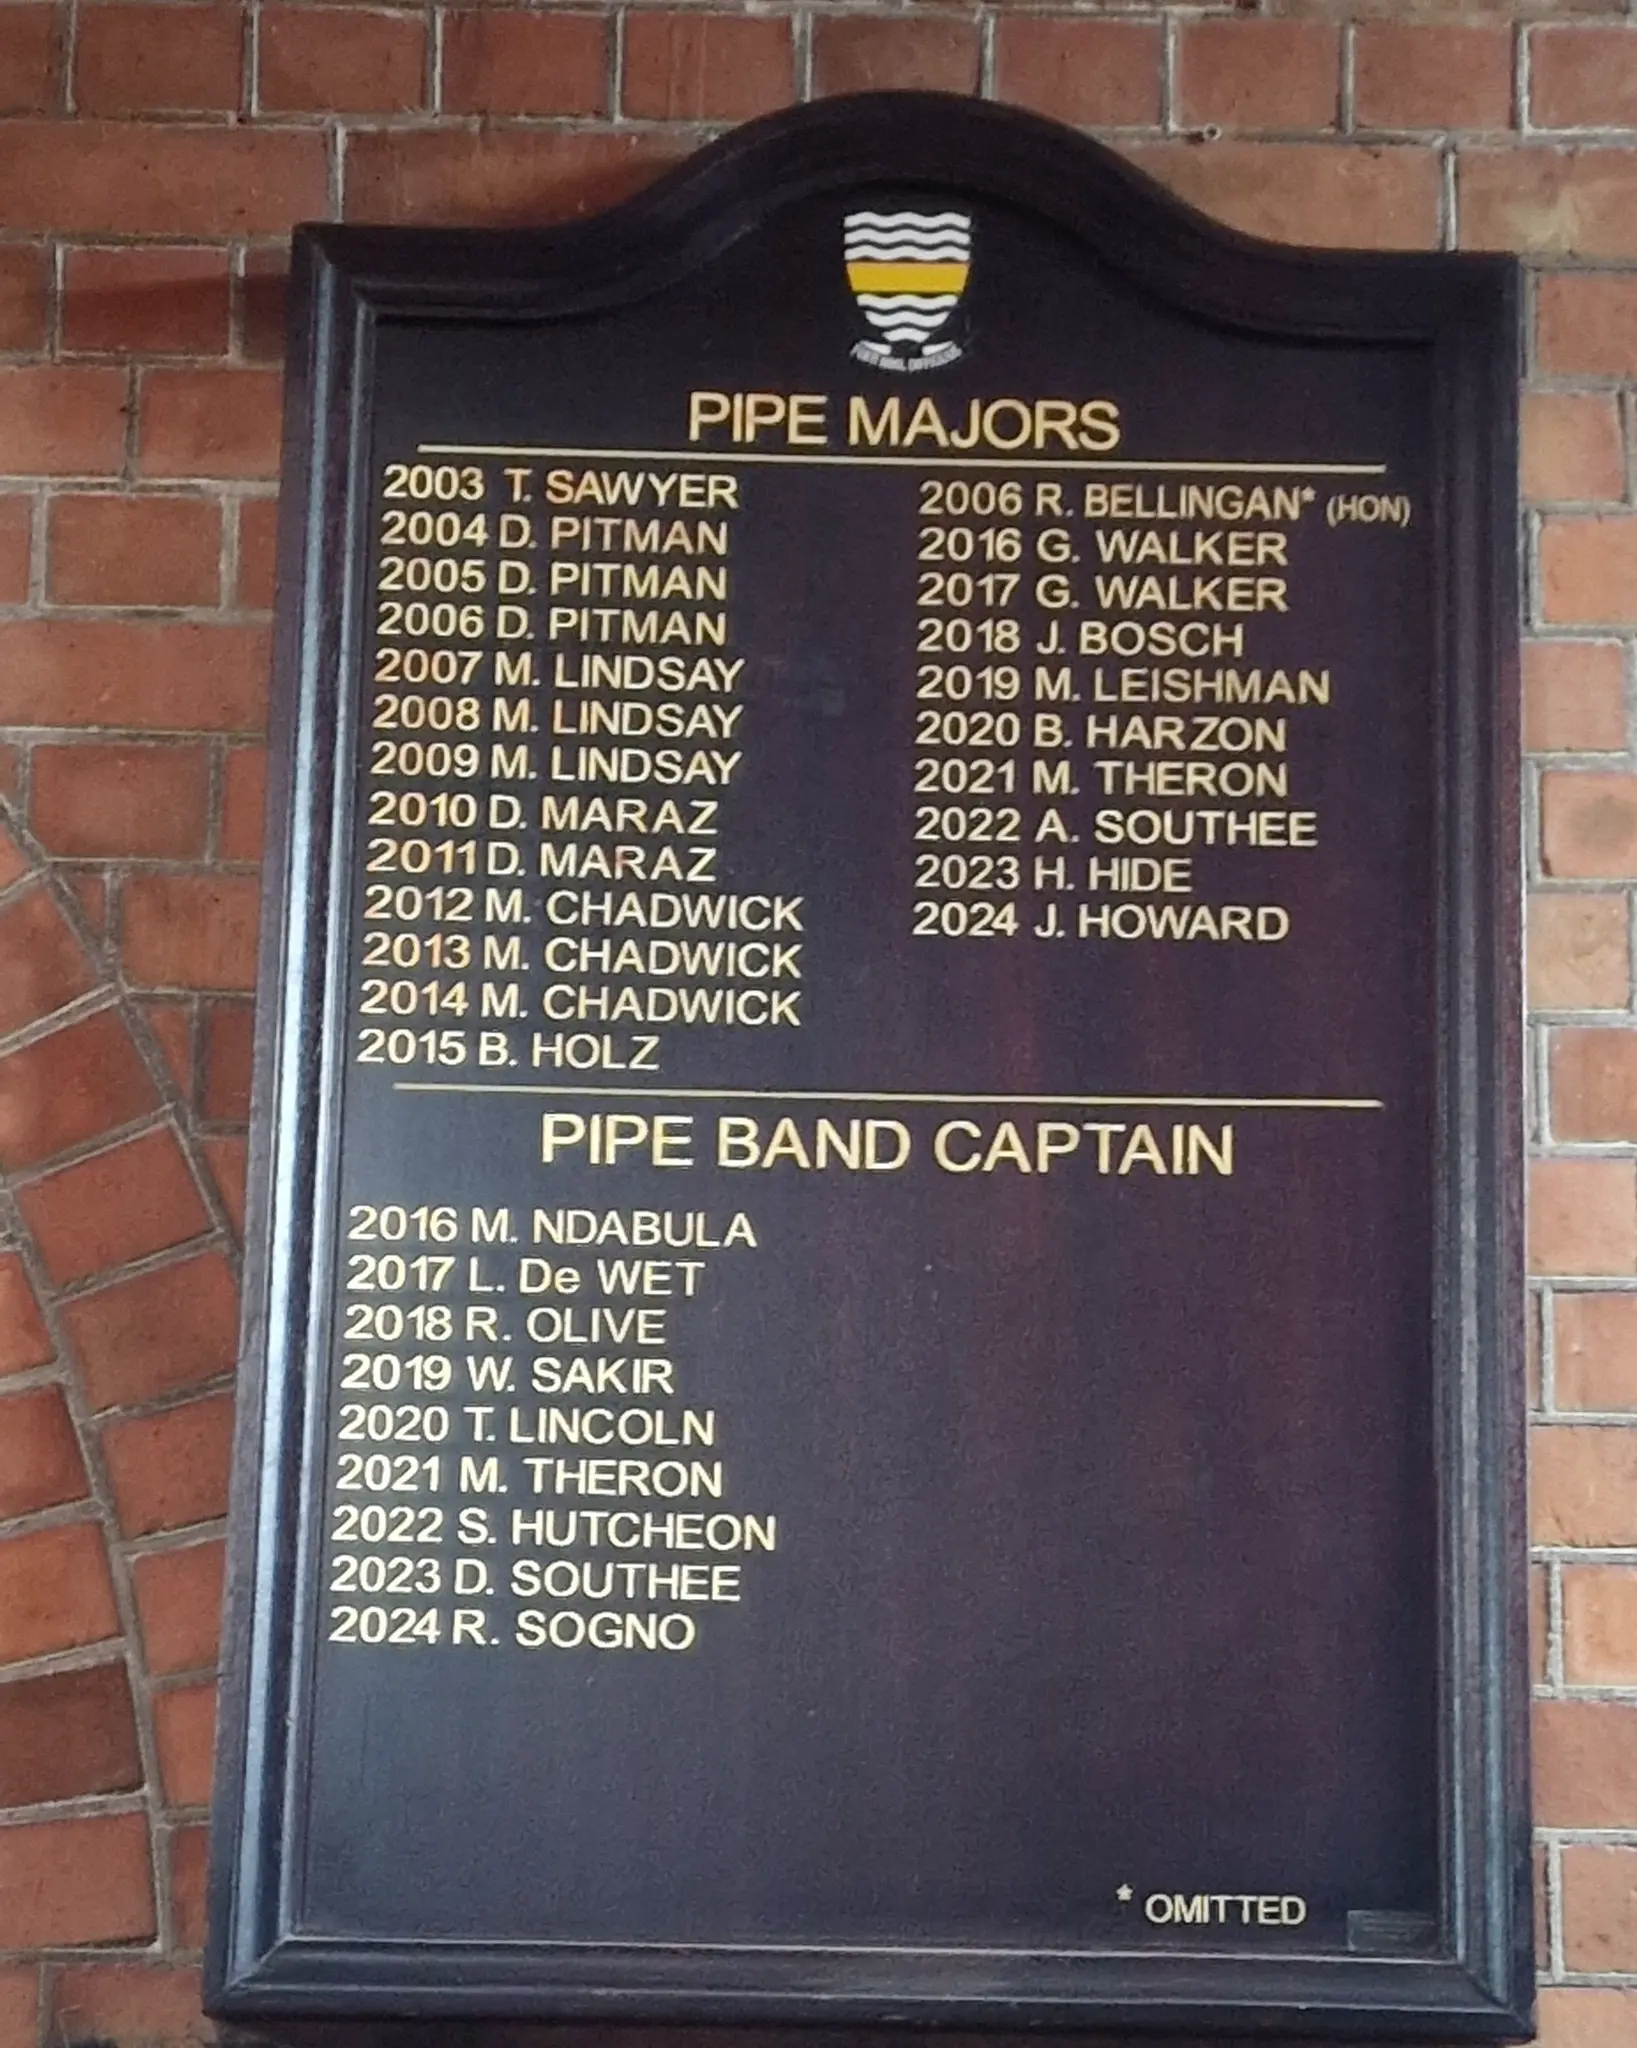 PIPE MAJORS
2003 T. SAWYER
2004 D. PITMAN
2005 D. PITMAN
2006 D. PITMAN
2007 M. LINDSAY
2008 M. LINDSAY
2009 M. LINDSAY
2010 D. MARAZ
2011 D. MARAZ
2012 M. CHADWICK
2013 M. CHADWICK
2014 M. CHADWICK
2015 B. HOLZ
2006 R. BELLINGAN* (HON)
2016 G. WALKER
2017 G. WALKER
2018 J. BOSCH
2019 M. LEISHMAN
2020 B. HARZON
2021 M. THERON
2022 A. SOUTHEE
2023 H. HIDE
2024 J. HOWARD
PIPE BAND CAPTAIN
2016 M. NDABULA
2017 L. De WET
2018 R. OLIVE
2019 W. SAKIR
2020 T. LINCOLN
2021 M. THERON
2022 S. HUTCHEON
2023 D. SOUTHEE
2024 R. SOGNO
* OMITTED